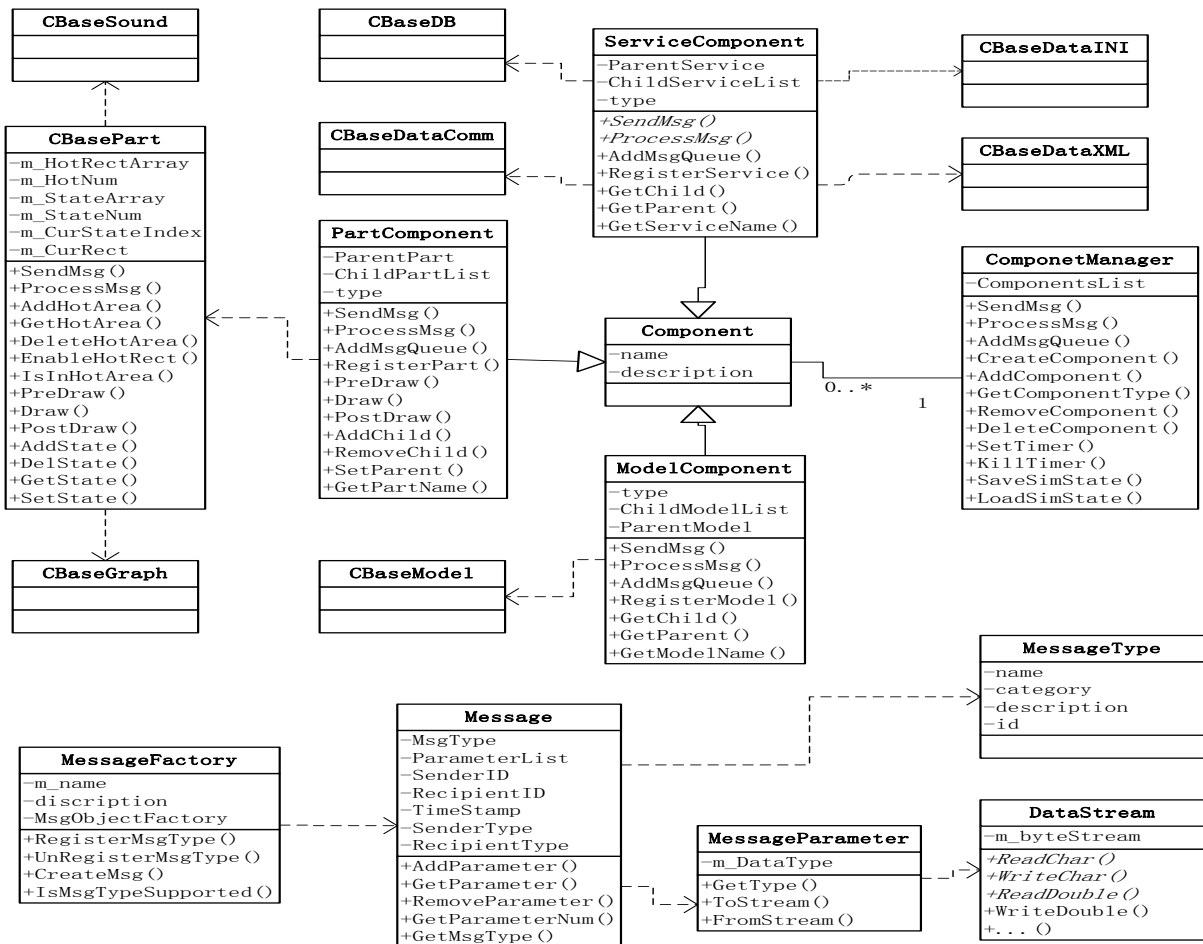 CBaseSound
CBasePart
-m_HotRectArray
-m_HotNum
-m_StateArray
-m_StateNum
-m_CurStateIndex
-m_CurRect
+SendMsg()
+ProcessMsg()
+AddHotArea()
+GetHotArea()
+DeleteHotArea()
+EnableHotRect()
+IsInHotArea()
+PreDraw()
+Draw()
+PostDraw()
+AddState()
+DelState()
+GetState()
+SetState()
CBaseGraph
CBaseDB
CBaseDataComm
PartComponent
-ParentPart
-ChildPartList
-type
+SendMsg()
+ProcessMsg()
+AddMsgQueue()
+RegisterPart()
+PreDraw()
+Draw()
+PostDraw()
+AddChild()
+RemoveChild()
+SetParent()
+GetPartName()
CBaseModel
ServiceComponent
-ParentService
-ChildServiceList
-type
+SendMsg()
+ProcessMsg()
+AddMsgQueue()
+RegisterService()
+GetChild()
+GetParent()
+GetServiceName()
Component
-name
-description
0..*
1
ModelComponent
-type
-ChildModelList
-ParentModel
+SendMsg()
+ProcessMsg()
+AddMsgQueue()
+RegisterModel()
+GetChild()
+GetParent()
+GetModelName()
CBaseDataINI
CBaseDataXML
ComponetManager
-ComponentsList
+SendMsg()
+ProcessMsg()
+AddMsgQueue()
+CreateComponent()
+AddComponent()
+GetComponentType()
+RemoveComponent()
+DeleteComponent()
+SetTimer()
+KillTimer()
+SaveSimState()
+LoadSimState()
MessageFactory
-m_name
-discription
-MsgObjectFactory
+RegisterMsgType()
+UnRegisterMsgType()
+CreateMsg()
+IsMsgTypeSupported()
Message
-MsgType
-ParameterList
-SenderID
-RecipientID
-TimeStamp
-SenderType
-RecipientType
+AddParameter()
+GetParameter()
+RemoveParameter()
+GetParameterNum()
+GetMsgType()
MessageParameter
-m_DataType
+GetType()
+ToStream()
+FromStream()
MessageType
-name
-category
-description
-id
DataStream
-m_byteStream
+ReadChar()
+WriteChar()
+ReadDouble()
+WriteDouble()
+...()